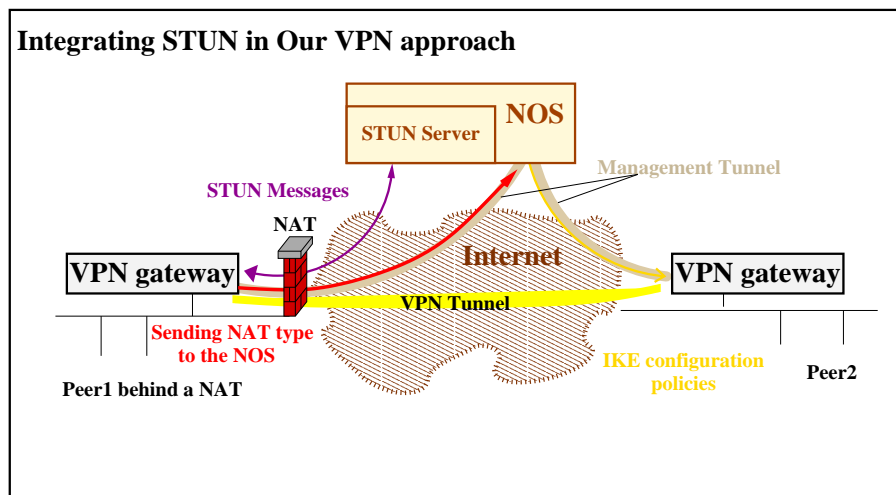 Integrating STUN in Our VPN approach
NOS
STUN Server
Management Tunnel
STUN Messages
NAT
Internet
VPN gateway
VPN gateway
VPN Tunnel
Sending NAT type
to the NOS
IKE configuration
policies
Peer2
Peer1 behind a NAT